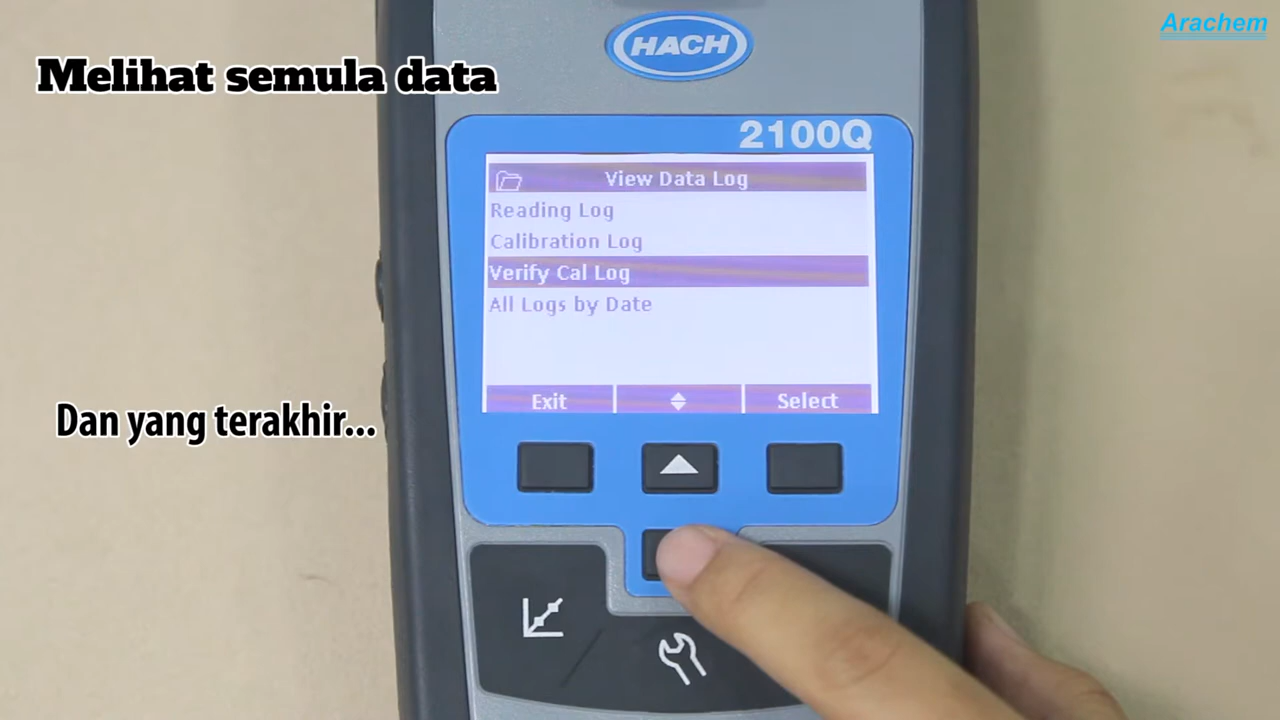 Arachem
HACH
Melihat semula data
2100Q
View Data Log
Reading Log
Calibration Log
Verify Cal Log
All Logs by Date
Exit
Select
Dan yang terakhir...